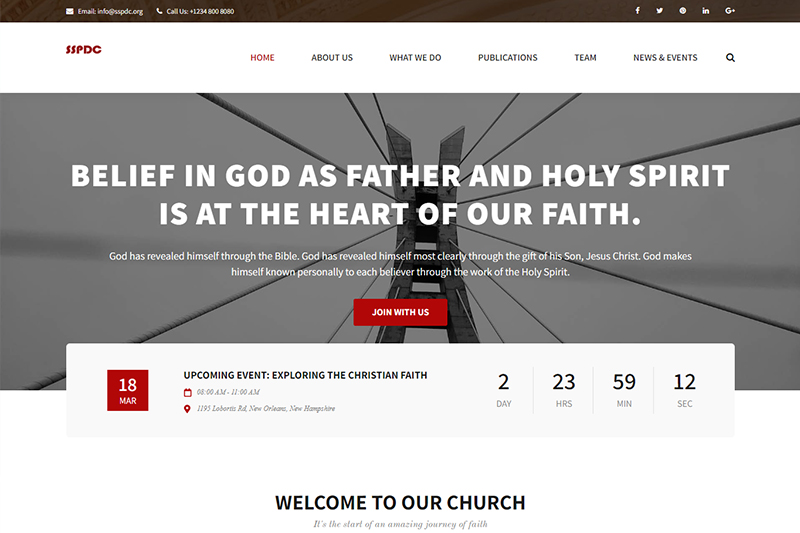 Email: info@sspdc.org Call Us: +1234 800 8080
SSPDC
HOME ABOUT US WHAT WE DO PUBLICATIONS TEAM NEWS & EVENTS
BELIEF IN GOD AS FATHER AND HOLY SPIRIT
IS AT THE HEART OF OUR FAITH.
God has revealed himself through the Bible. God has revealed himself most clearly through the gift of his Son, Jesus Christ. God makes
himself known personally to each believer through the work of the Holy Spirit.
JOIN WITH US
18
MAR
UPCOMING EVENT: EXPLORING THE CHRISTIAN FAITH
08:00 AM - 11:00 AM
1195 Lobortis Rd, New Orleans, New Hampshire
2 23 59 12
DAY HRS MIN SEC
WELCOME TO OUR CHURCH
It's the start of an amazing journey of faith